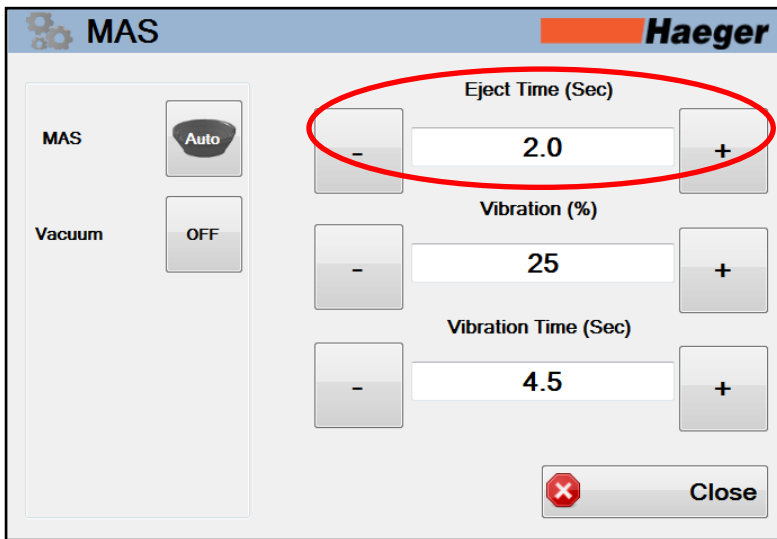 MAS
Haeger
MAS
Auto
Vacuum
OFF
Eject Time (Sec)
- 2.0 +
Vibration (%)
- 25 +
Vibration Time (Sec)
- 4.5 +
Close